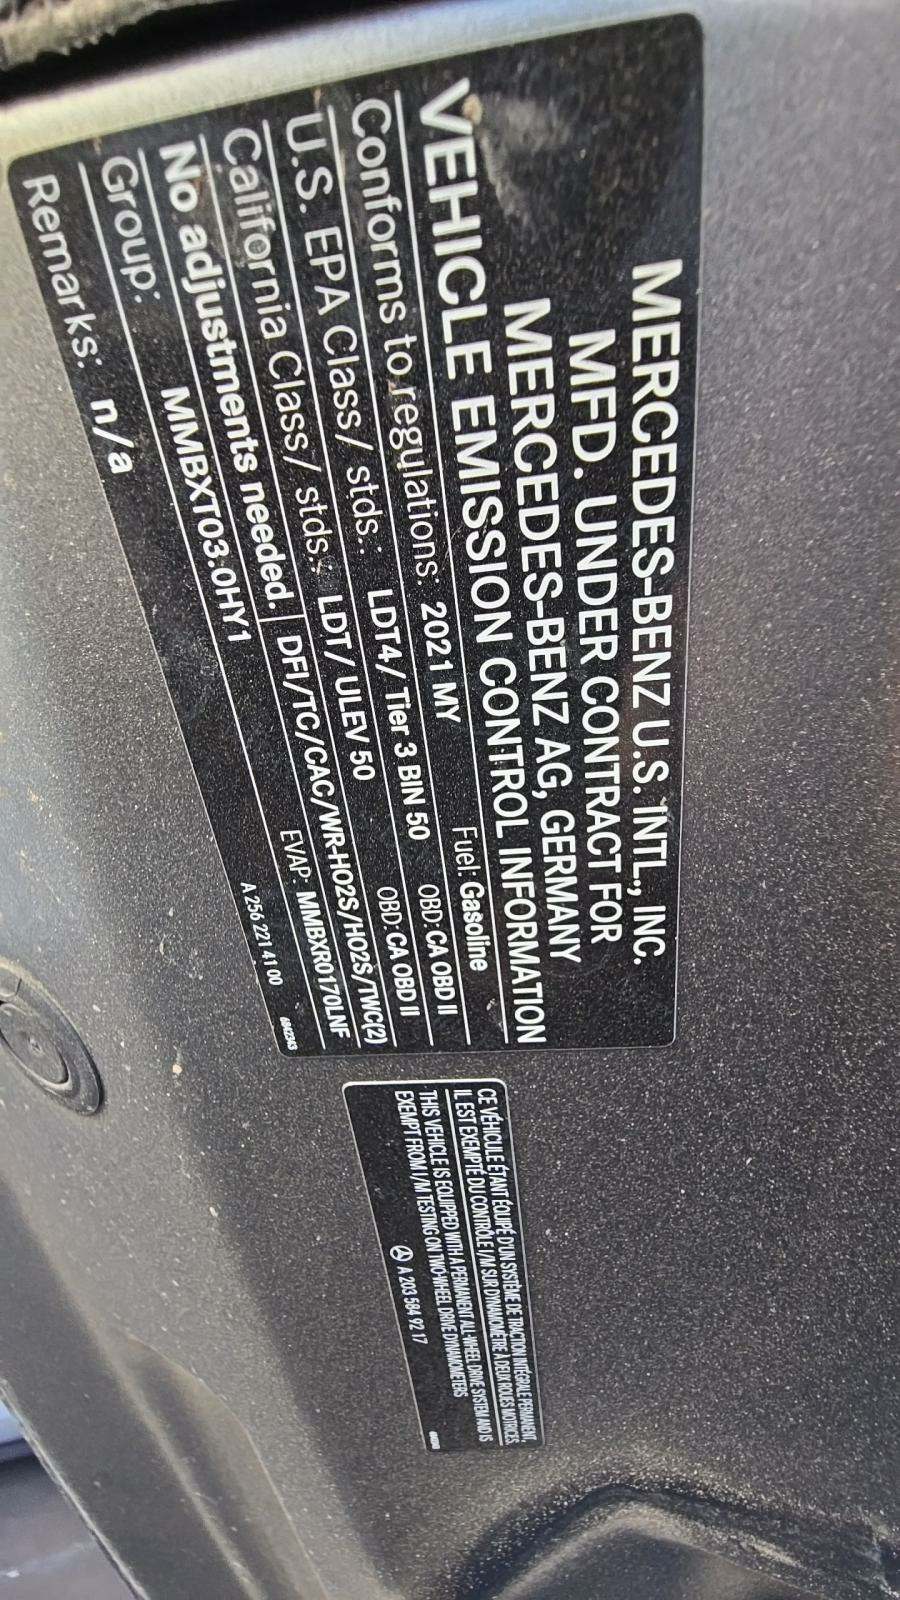 MERCEDES-BENZ U.S. INTL., INC.
MFD. UNDER CONTRACT FOR
MERCEDES-BENZ AG, GERMANY
VEHICLE EMISSION CONTROL INFORMATION
Fuel: Gasoline
Conforms to regulations: 2021 MY
U.S. EPA Class/ stds.: LDT4/ Tier 3 BIN 50 OBD: CA OBD II
California Class/ stds.: LDT/ ULEV 50 OBD: CA OBD II
No adjustments needed. DFI/TC/CAC/WR-HO2S/HO2S/TWC(2)
Group: MMBXT03.0HY1 EVAP: MMBXR0170LNF
Remarks: n/a A 256 221 41 00
CE VÉHICULE ÉTANT ÉQUIPÉ D'UN SYSTÈME DE TRACTION INTÉGRALE PERMANENT,
IL EST EXEMPTÉ DU CONTRÔLE I/M SUR DYNAMOMÈTRE À DEUX ROUES MOTRICES.
THIS VEHICLE IS EQUIPPED WITH A PERMANENT ALL-WHEEL DRIVE SYSTEM AND IS
EXEMPT FROM I/M TESTING ON TWO-WHEEL DRIVE DYNAMOMETERS
A 203 584 92 17